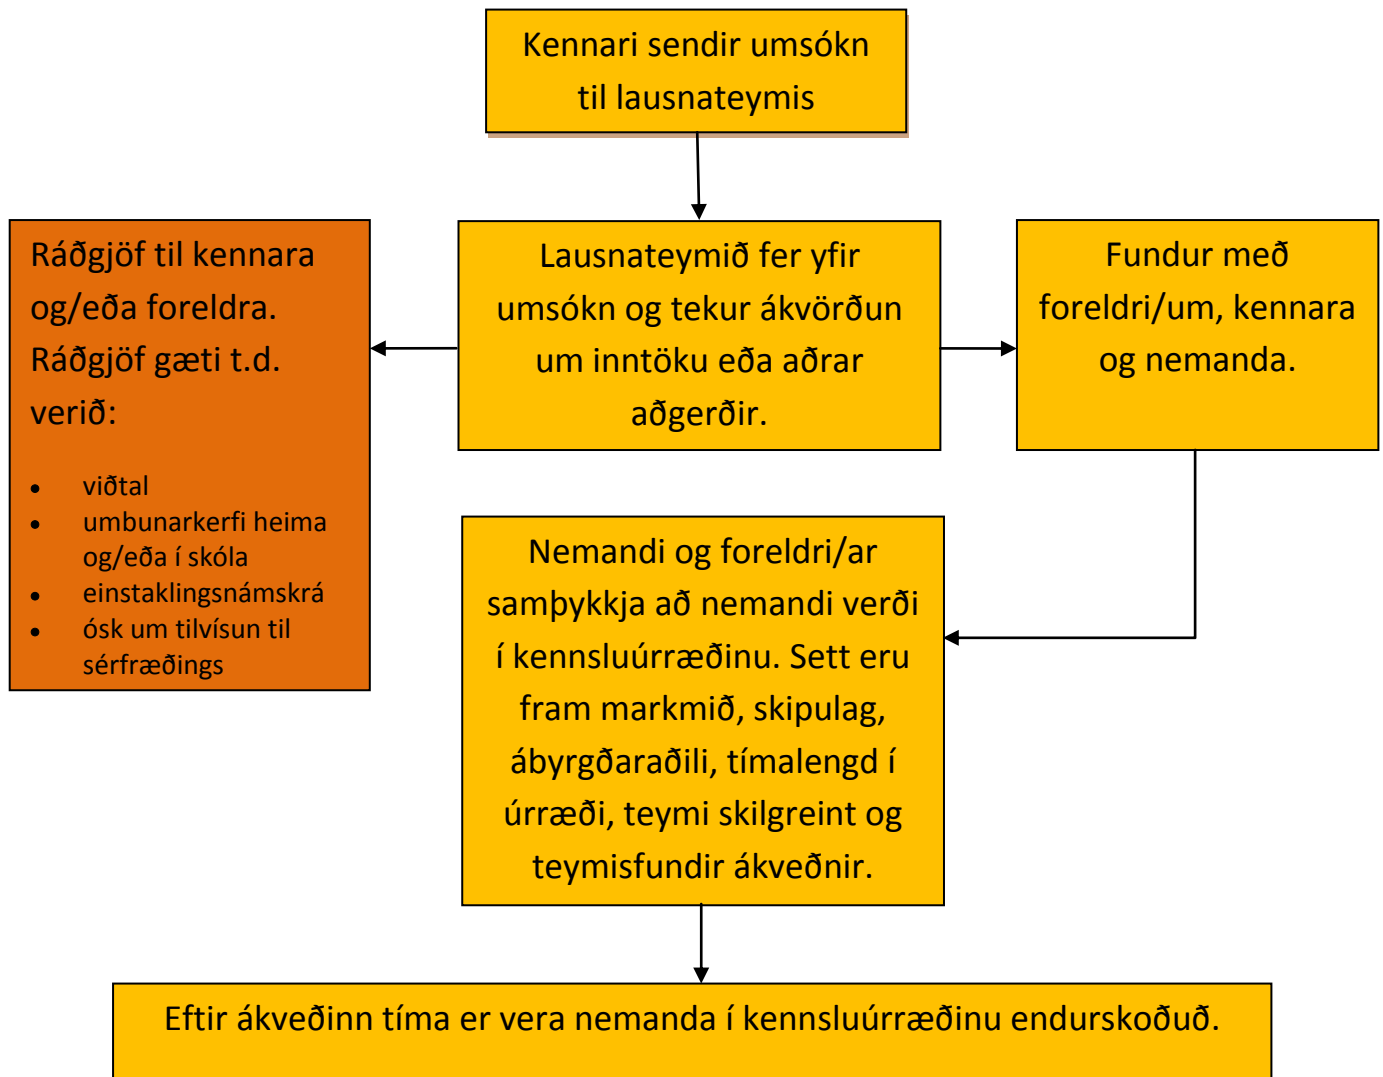 Kennari sendir umsókn
til lausnateymis
Ráðgjöf til kennara
og/eða foreldra.
Ráðgjöf gæti t.d.
verið:
• viðtal
• umbunarkerfi heima
og/eða í skóla
• einstaklingsnámskrá
• ósk um tilvísun til
sérfræðings
Lausnateymið fer yfir
umsókn og tekur ákvörðun
um inntöku eða aðrar
aðgerðir.
Fundur með
foreldri/um, kennara
og nemanda.
Nemandi og foreldri/ar
samþykkja að nemandi verði
í kennsluúrræðinu. Sett eru
fram markmið, skipulag,
ábyrgðaraðili, tímalengd í
úrræði, teymi skilgreint og
teymisfundir ákveðnir.
Eftir ákveðinn tíma er vera nemanda í kennsluúrræðinu endurskoðuð.